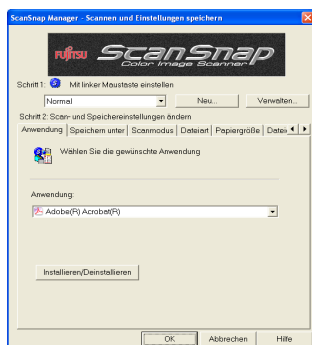 ScanSnap Manager - Scannen und Einstellungen speichern
FUJITSU ScanSnap
Color Image Scanner
Schritt 1: Mit linker Maustaste einstellen
Normal Neu... Verwalten...
Schritt 2: Scan- und Speichereinstellungen ändern
Anwendung Speichern unter Scanmodus Dateiart Papiergröße Datei
Wählen Sie die gewünschte Anwendung
Anwendung:
Adobe(R) Acrobat(R)
Installieren/Deinstallieren
OK Abbrechen Hilfe